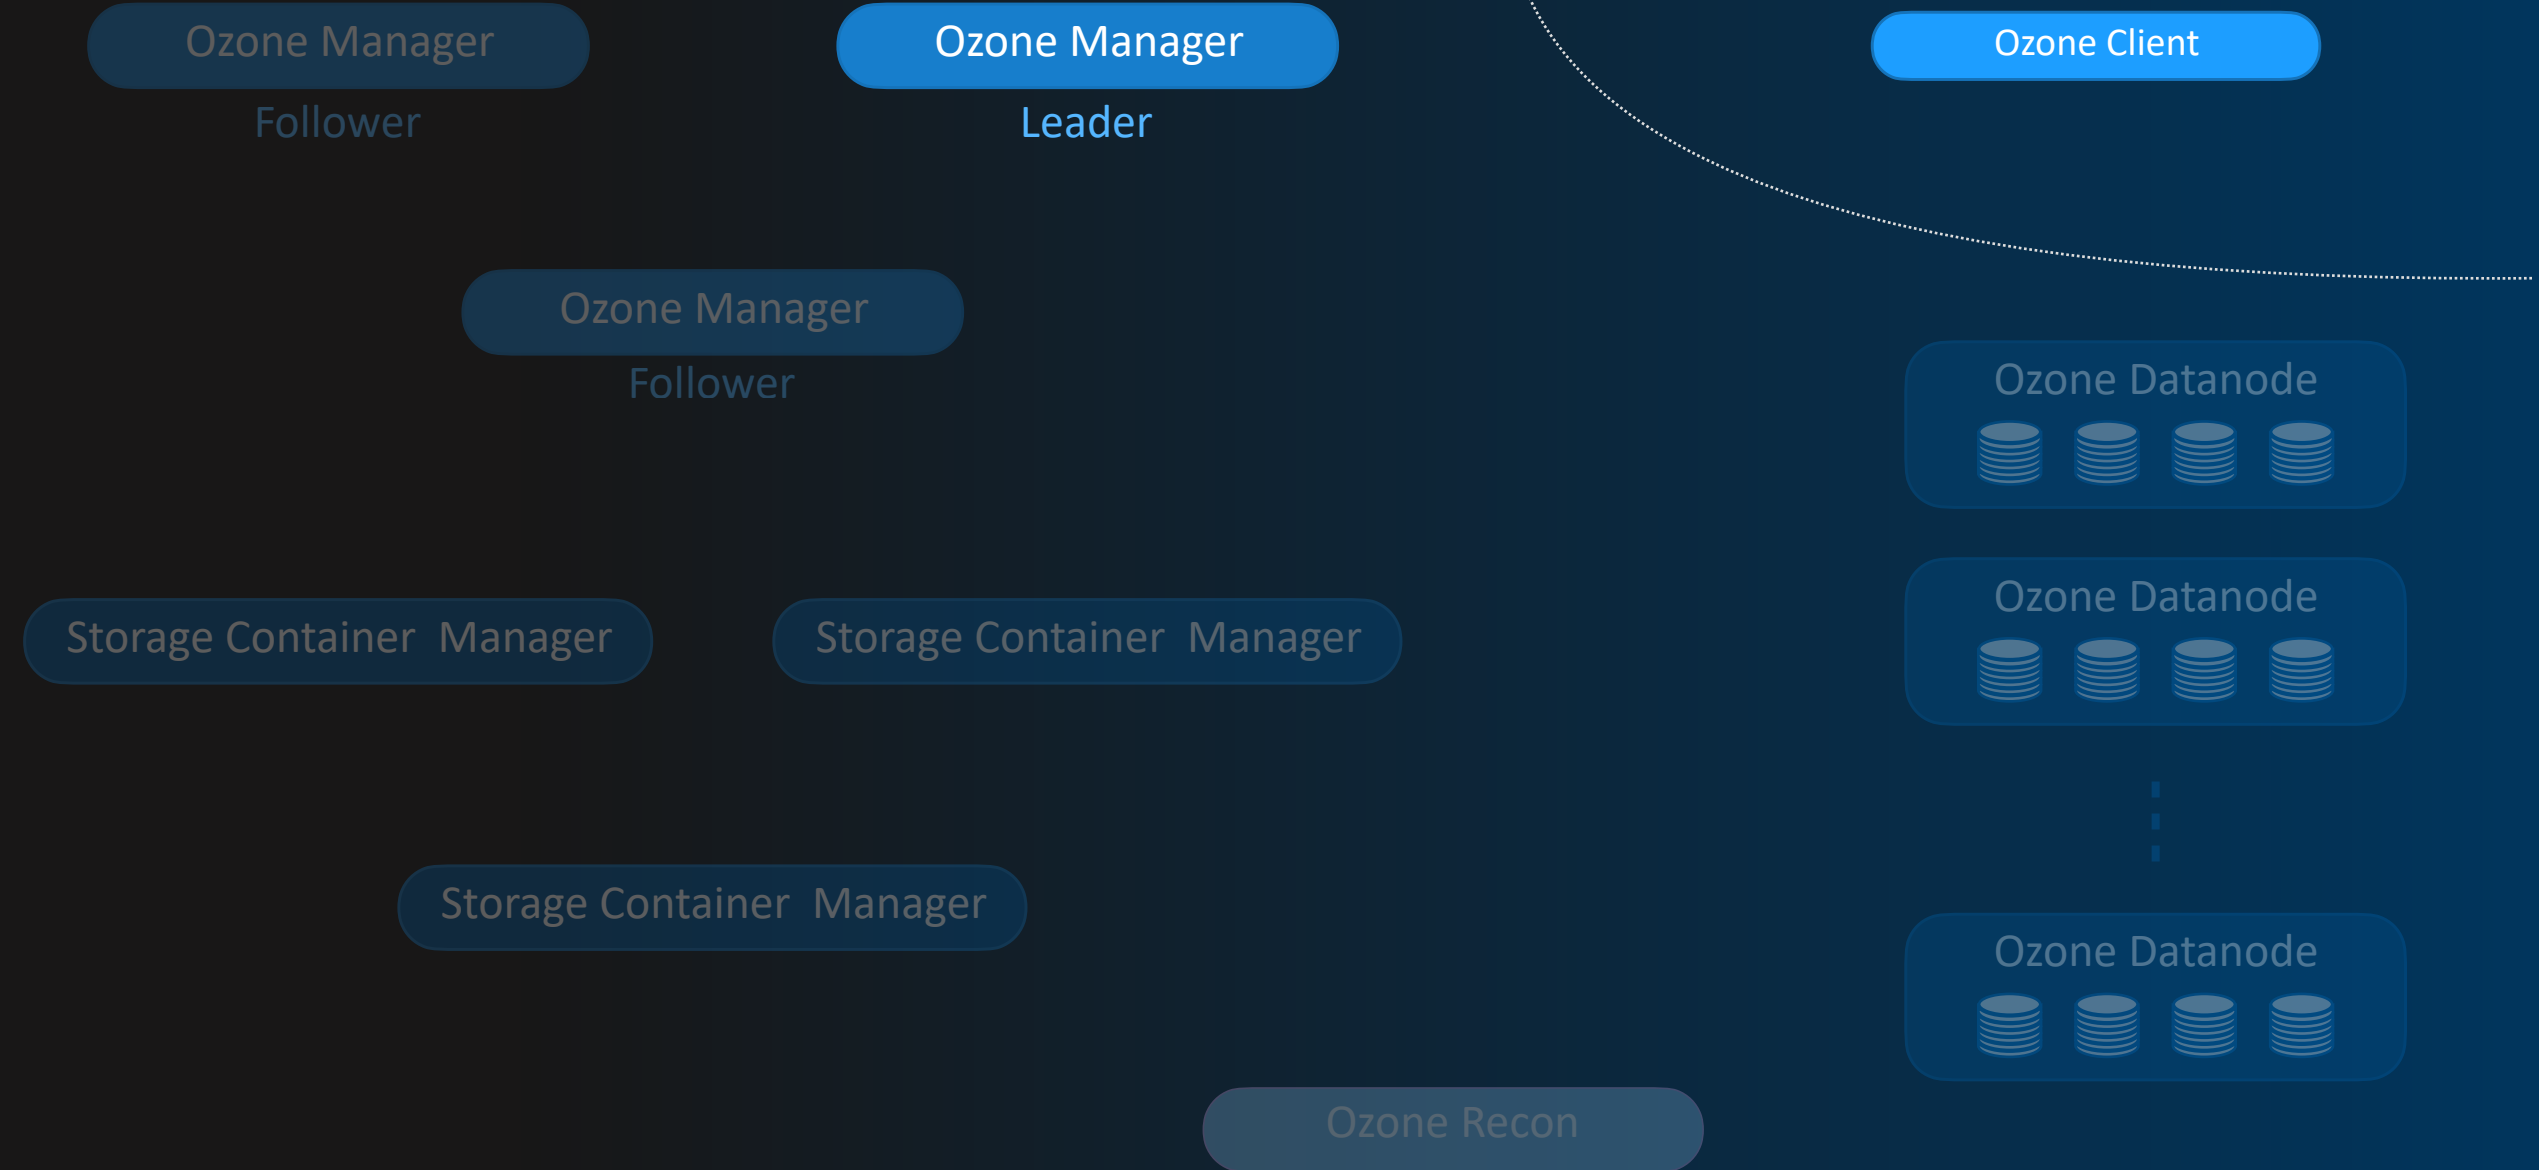 Ozone Manager
Follower
Ozone Manager
Leader
Ozone Client
Ozone Manager
Follower
Ozone Datanode
Storage Container  Manager
Storage Container  Manager
Ozone Datanode
Storage Container  Manager
Ozone Datanode
Ozone Recon